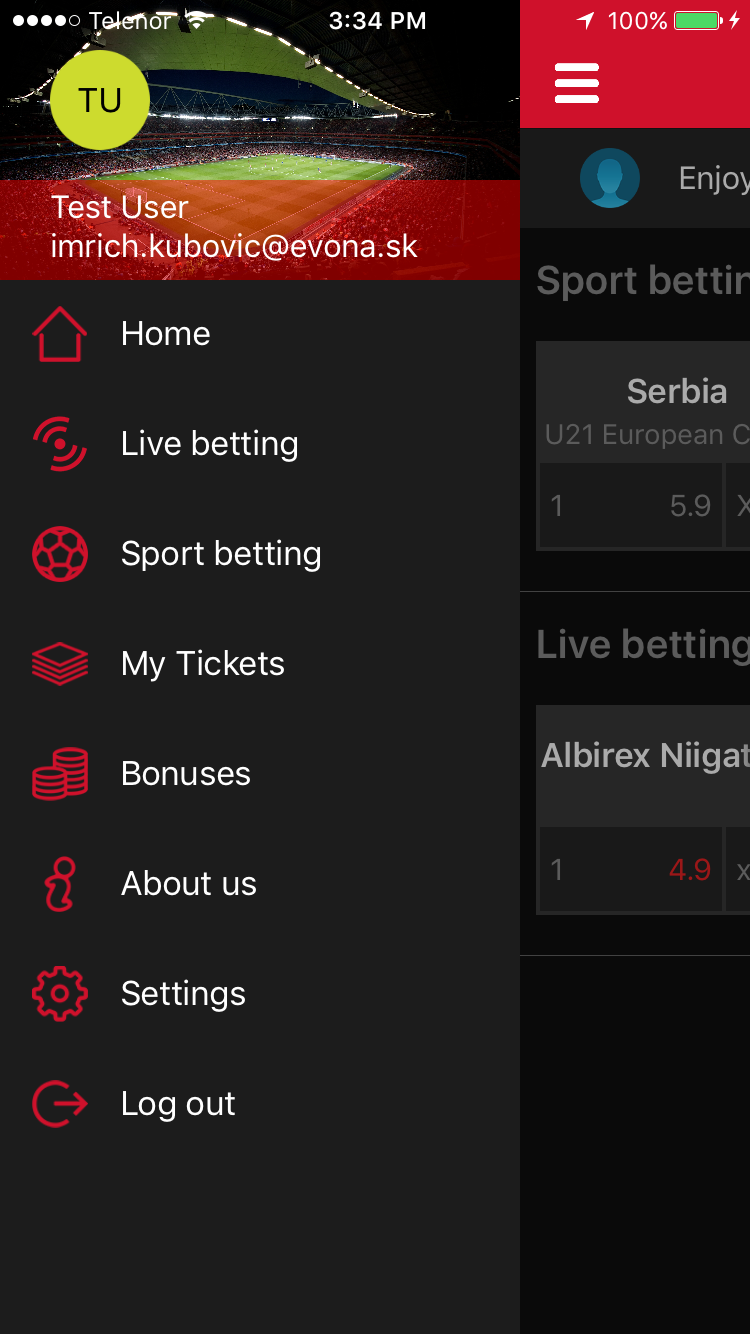 Telenor 3:34 PM 100%
TU
Test User
imrich.kubovic@evona.sk
Home
Live betting
Sport betting
My Tickets
Bonuses
About us
Settings
Log out
Enjoy
Sport bettin
Serbia
U21 European C
1 5.9 X
Live betting
Albirex Niigat
1 4.9 x